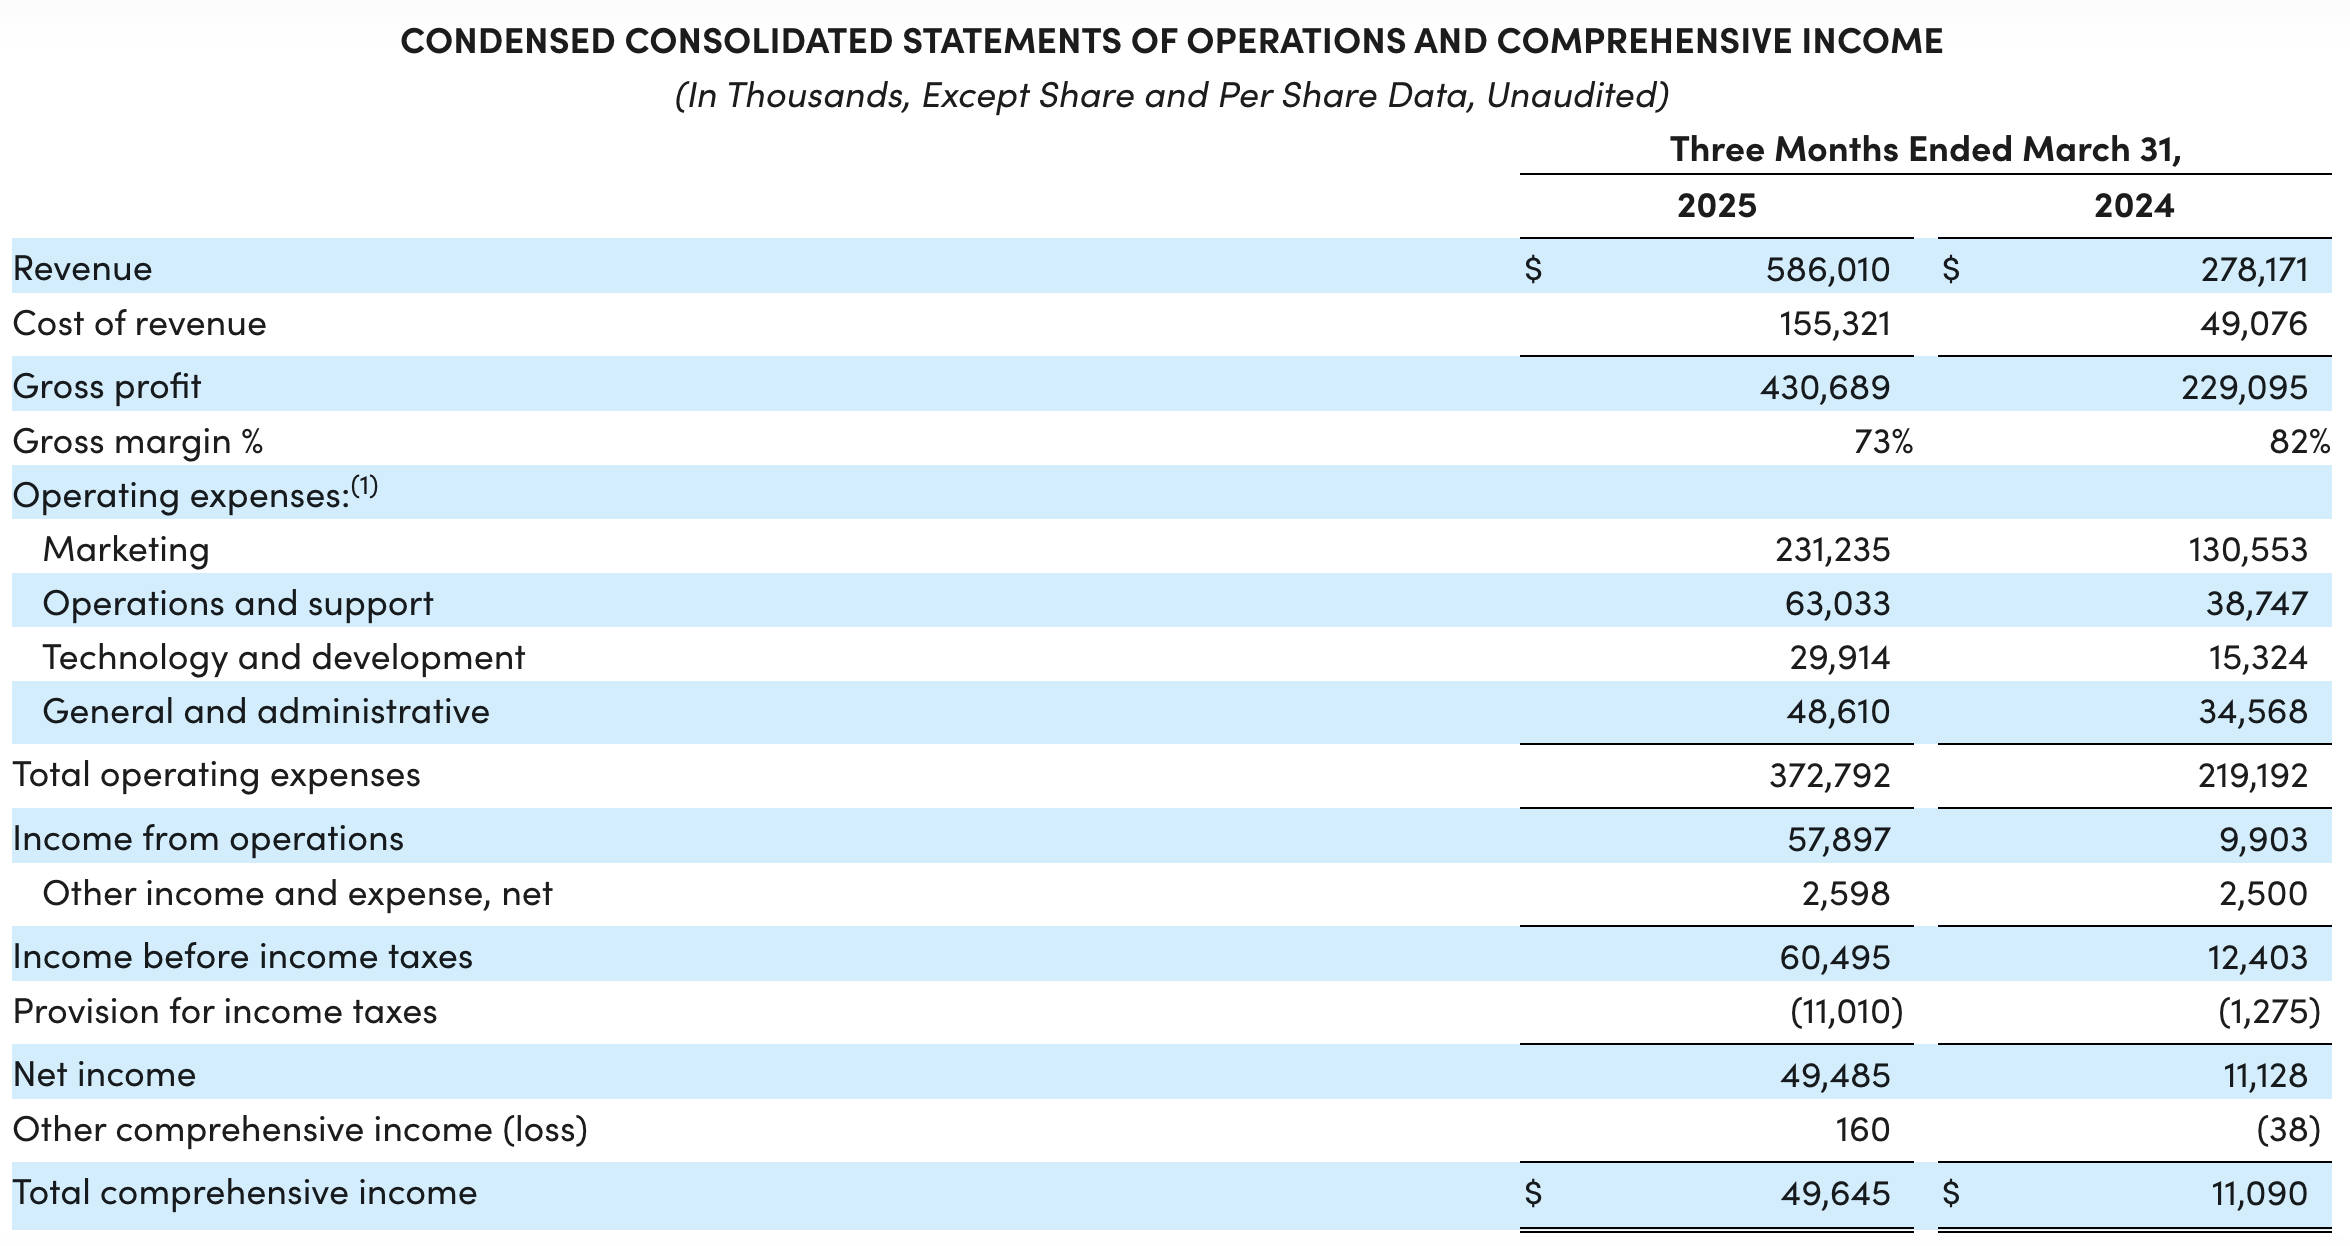 CONDENSED CONSOLIDATED STATEMENTS OF OPERATIONS AND COMPREHENSIVE INCOME
(In Thousands, Except Share and Per Share Data, Unaudited)
Three Months Ended March 31,
2025 2024
Revenue $ 586,010 $ 278,171
Cost of revenue 155,321 49,076
Gross profit 430,689 229,095
Gross margin % 73% 82%
Operating expenses:(1)
Marketing 231,235 130,553
Operations and support 63,033 38,747
Technology and development 29,914 15,324
General and administrative 48,610 34,568
Total operating expenses 372,792 219,192
Income from operations 57,897 9,903
Other income and expense, net 2,598 2,500
Income before income taxes 60,495 12,403
Provision for income taxes (11,010) (1,275)
Net income 49,485 11,128
Other comprehensive income (loss) 160 (38)
Total comprehensive income $ 49,645 $ 11,090